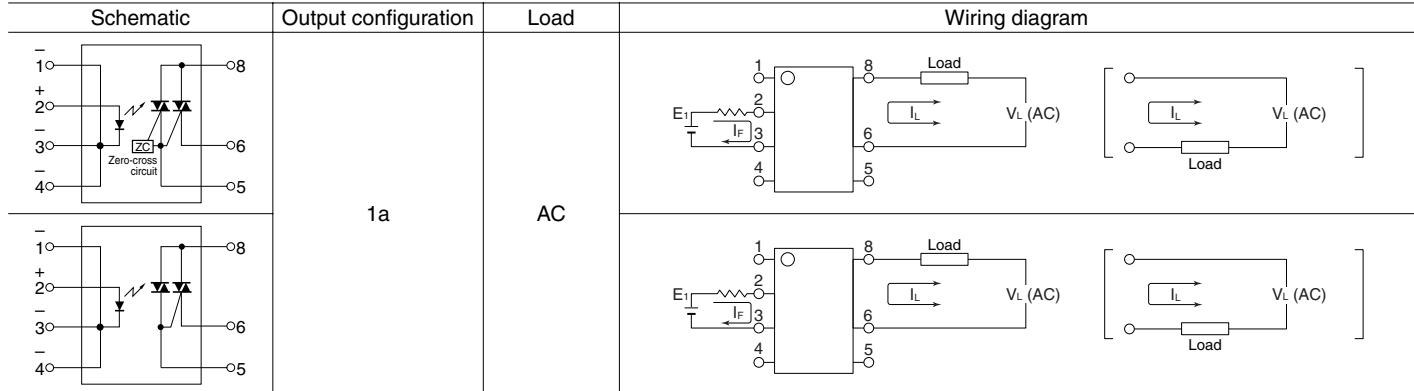 Schematic Output configuration Load Wiring diagram
−
1 8
+
2
−
3 ZC 6
Zero-cross
circuit
−
4 5
1 8 Load
2
E1 IF IL VL (AC)
3 6
4 5
IL VL (AC)
Load
1a AC
−
1 8
+
2
−
3 6
−
4 5
1 8 Load
2
E1 IF IL VL (AC)
3 6
4 5
IL VL (AC)
Load